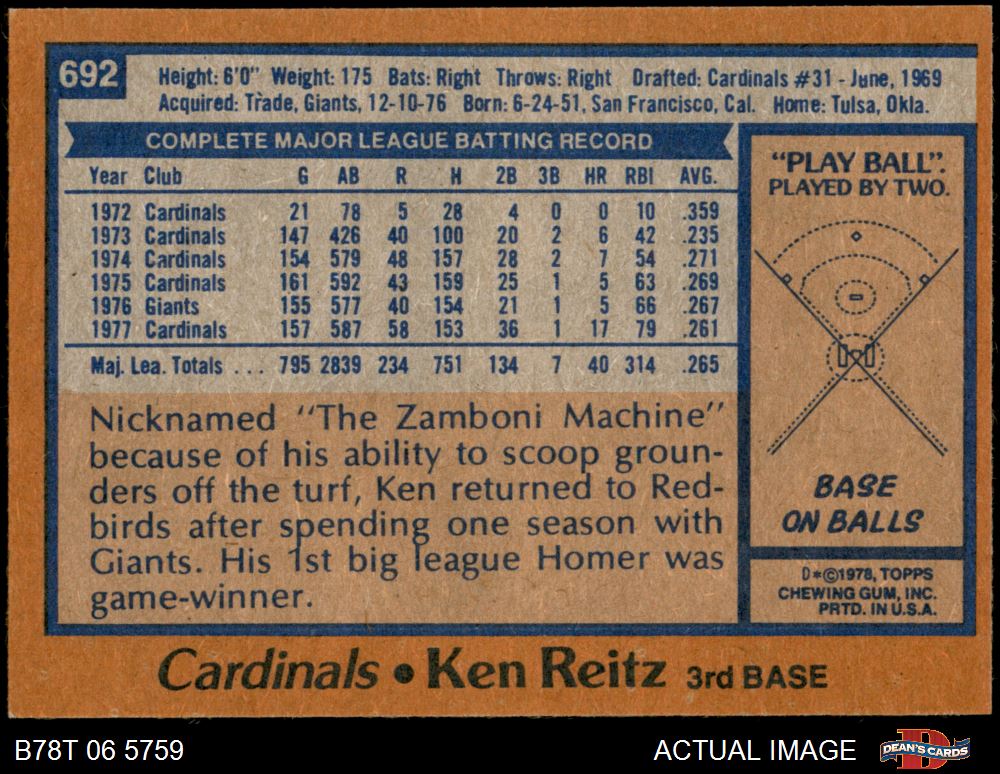 692
Height: 6'0" Weight: 175 Bats: Right Throws: Right Drafted: Cardinals #31 - June, 1969
Acquired: Trade, Giants, 12-10-76 Born: 6-24-51, San Francisco, Cal. Home: Tulsa, Okla.
COMPLETE MAJOR LEAGUE BATTING RECORD
Year Club G AB R H 2B 3B HR RBI AVG.
1972 Cardinals 21 78 5 28 4 0 0 10 .359
1973 Cardinals 147 426 40 100 20 2 6 42 .235
1974 Cardinals 154 579 48 157 28 2 7 54 .271
1975 Cardinals 161 592 43 159 25 1 5 63 .269
1976 Giants 155 577 40 154 21 1 5 66 .267
1977 Cardinals 157 587 58 153 36 1 17 79 .261
Maj. Lea. Totals ... 795 2839 234 751 134 7 40 314 .265
Nicknamed "The Zamboni Machine"
because of his ability to scoop groun-
ders off the turf, Ken returned to Red-
birds after spending one season with
Giants. His 1st big league Homer was
game-winner.
"PLAY BALL".
PLAYED BY TWO.
BASE
ON BALLS
D*©1978, TOPPS
CHEWING GUM, INC.
PRTD. IN U.S.A.
Cardinals • Ken Reitz 3rd BASE
B78T 06 5759
ACTUAL IMAGE
DEAN'S CARDS